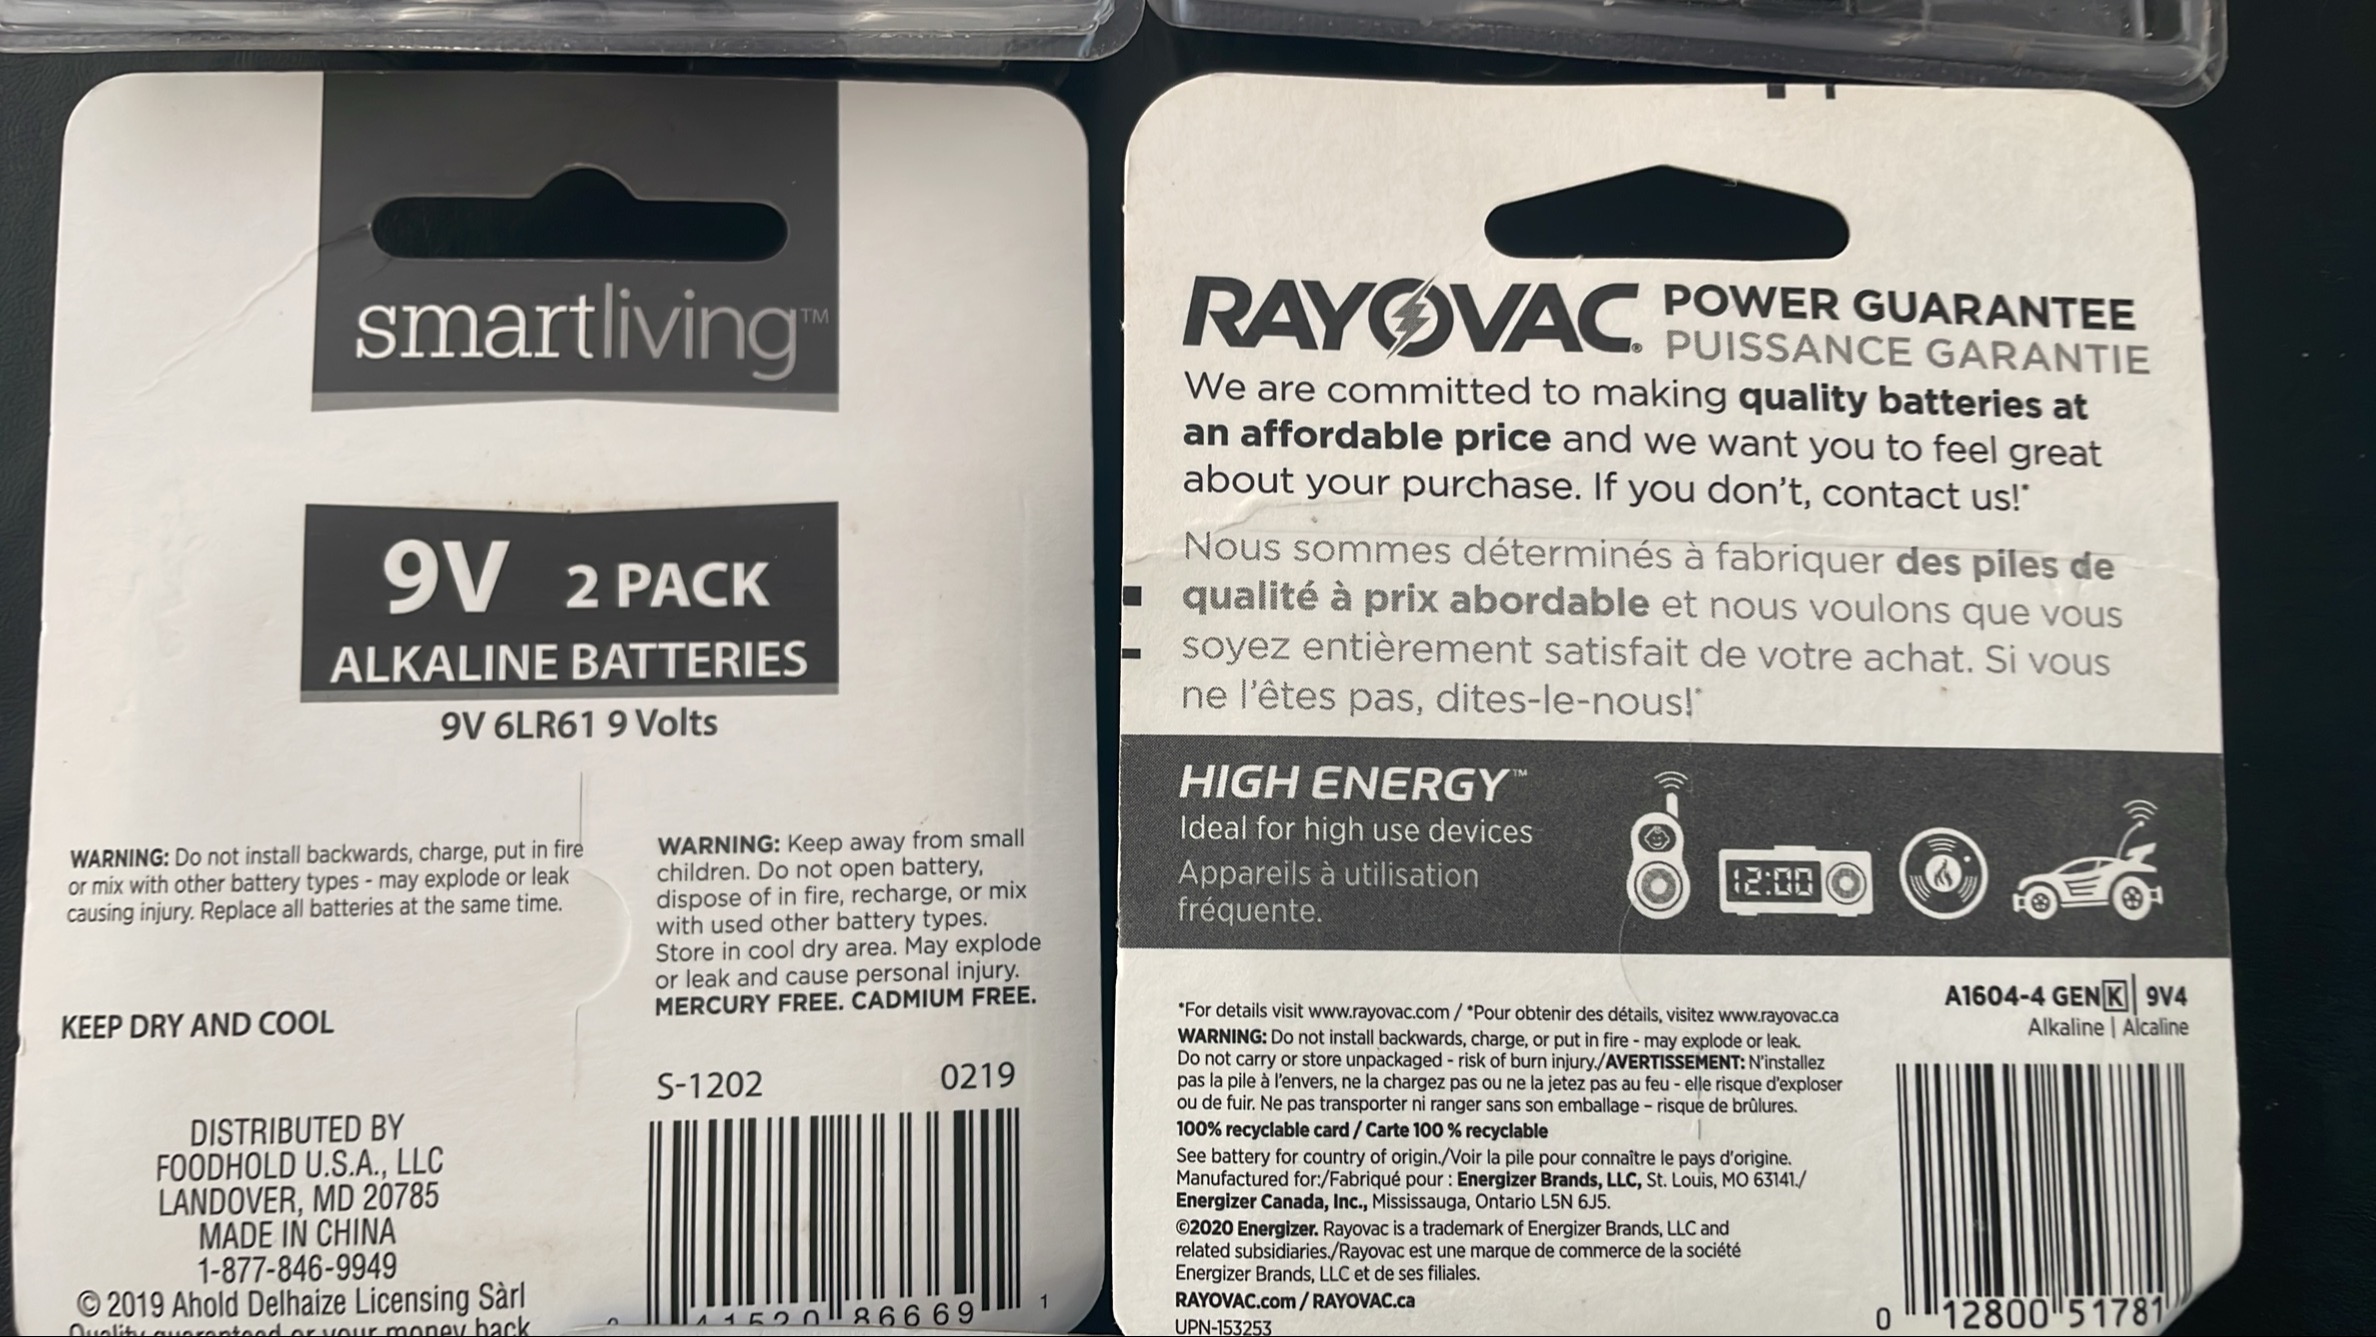 smartliving™
9V 2 PACK
ALKALINE BATTERIES
9V 6LR61 9 Volts
WARNING: Do not install backwards, charge, put in fire
or mix with other battery types - may explode or leak
causing injury. Replace all batteries at the same time.
KEEP DRY AND COOL
DISTRIBUTED BY
FOODHOLD U.S.A., LLC
LANDOVER, MD 20785
MADE IN CHINA
1-877-846-9949
© 2019 Ahold Delhaize Licensing Sàrl
Quality guaranteed or your money back
WARNING: Keep away from small
children. Do not open battery,
dispose of in fire, recharge, or mix
with used other battery types.
Store in cool dry area. May explode
or leak and cause personal injury.
MERCURY FREE. CADMIUM FREE.
S-1202 0219
0 41520 86669 1
RAYOVAC® POWER GUARANTEE
PUISSANCE GARANTIE
We are committed to making quality batteries at
an affordable price and we want you to feel great
about your purchase. If you don't, contact us!*
Nous sommes déterminés à fabriquer des piles de
qualité à prix abordable et nous voulons que vous
soyez entièrement satisfait de votre achat. Si vous
ne l'êtes pas, dites-le-nous!*
HIGH ENERGY™
Ideal for high use devices
Appareils à utilisation
fréquente.
12:00
*For details visit www.rayovac.com / *Pour obtenir des détails, visitez www.rayovac.ca
WARNING: Do not install backwards, charge, or put in fire - may explode or leak.
Do not carry or store unpackaged - risk of burn injury./AVERTISSEMENT: N'installez
pas la pile à l'envers, ne la chargez pas ou ne la jetez pas au feu - elle risque d'exploser
ou de fuir. Ne pas transporter ni ranger sans son emballage – risque de brûlures.
100% recyclable card / Carte 100 % recyclable
See battery for country of origin./Voir la pile pour connaître le pays d'origine.
Manufactured for:/Fabriqué pour : Energizer Brands, LLC, St. Louis, MO 63141./
Energizer Canada, Inc., Mississauga, Ontario L5N 6J5.
©2020 Energizer. Rayovac is a trademark of Energizer Brands, LLC and
related subsidiaries./Rayovac est une marque de commerce de la société
Energizer Brands, LLC et de ses filiales.
RAYOVAC.com / RAYOVAC.ca
UPN-153253
A1604-4 GEN K | 9V4
Alkaline | Alcaline
0 12800 51781